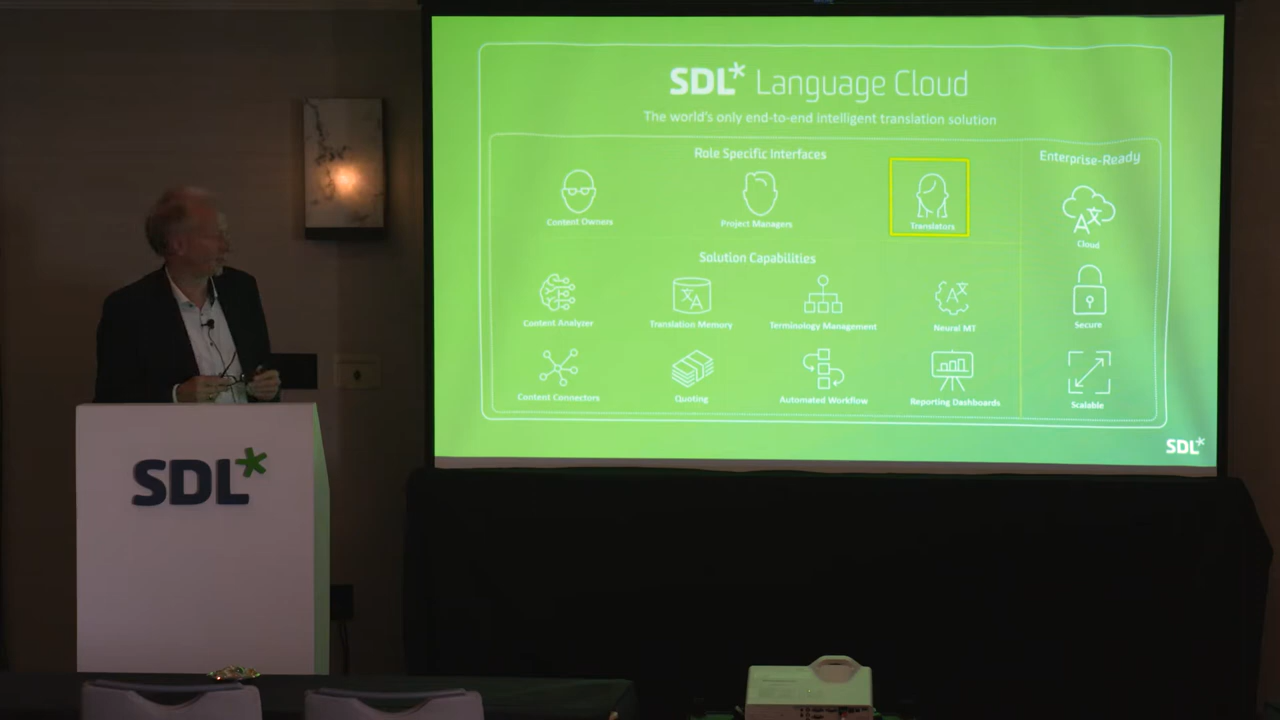 SDL* Language Cloud
The world's only end-to-end intelligent translation solution
Role Specific Interfaces
Enterprise-Ready
Content Owners
Project Managers
Translators
Cloud
Solution Capabilities
Content Analyzer
Translation Memory
Terminology Management
Neural MT
Secure
Content Connectors
Quoting
Automated Workflow
Reporting Dashboards
Scalable
SDL*
SDL*